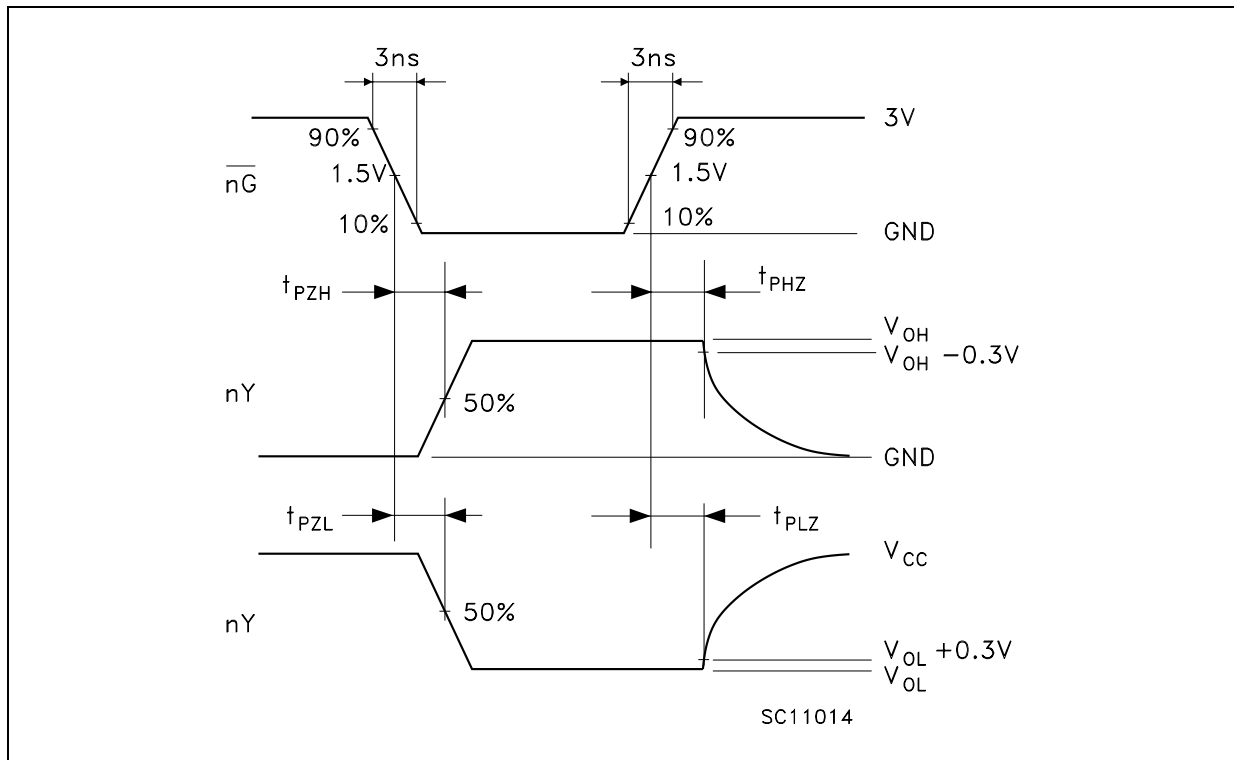 3ns 3ns
3V
90% 90%
1.5V 1.5V
nG
10% 10%
GND
tPZH tPHZ
VOH
VOH −0.3V
nY
50%
GND
tPZL tPLZ
VCC
50%
nY
VOL +0.3V
VOL
SC11014